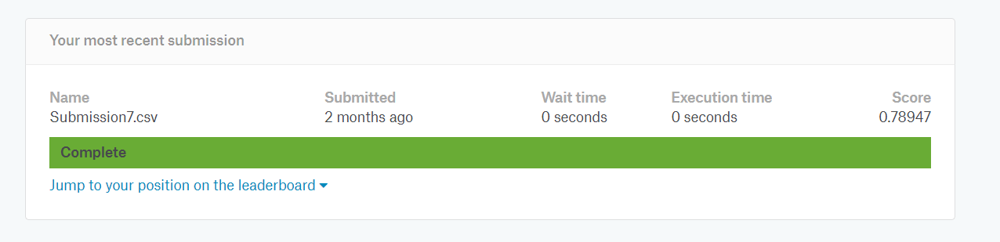 Your most recent submission
Name Submitted Wait time Execution time Score
Submission7.csv 2 months ago 0 seconds 0 seconds 0.78947
Complete
Jump to your position on the leaderboard